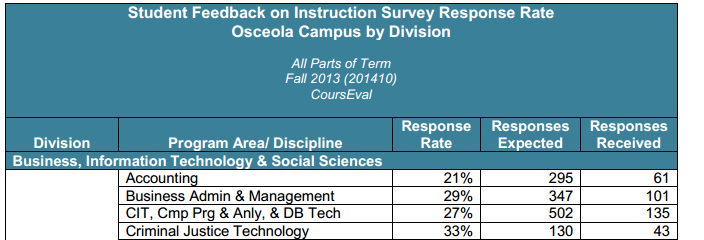 Student Feedback on Instruction Survey Response Rate
Osceola Campus by Division
All Parts of Term
Fall 2013 (201410)
CoursEval
Division Program Area/ Discipline Response Rate Responses Expected Responses Received
Business, Information Technology & Social Sciences
Accounting 21% 295 61
Business Admin & Management 29% 347 101
CIT, Cmp Prg & Anly, & DB Tech 27% 502 135
Criminal Justice Technology 33% 130 43